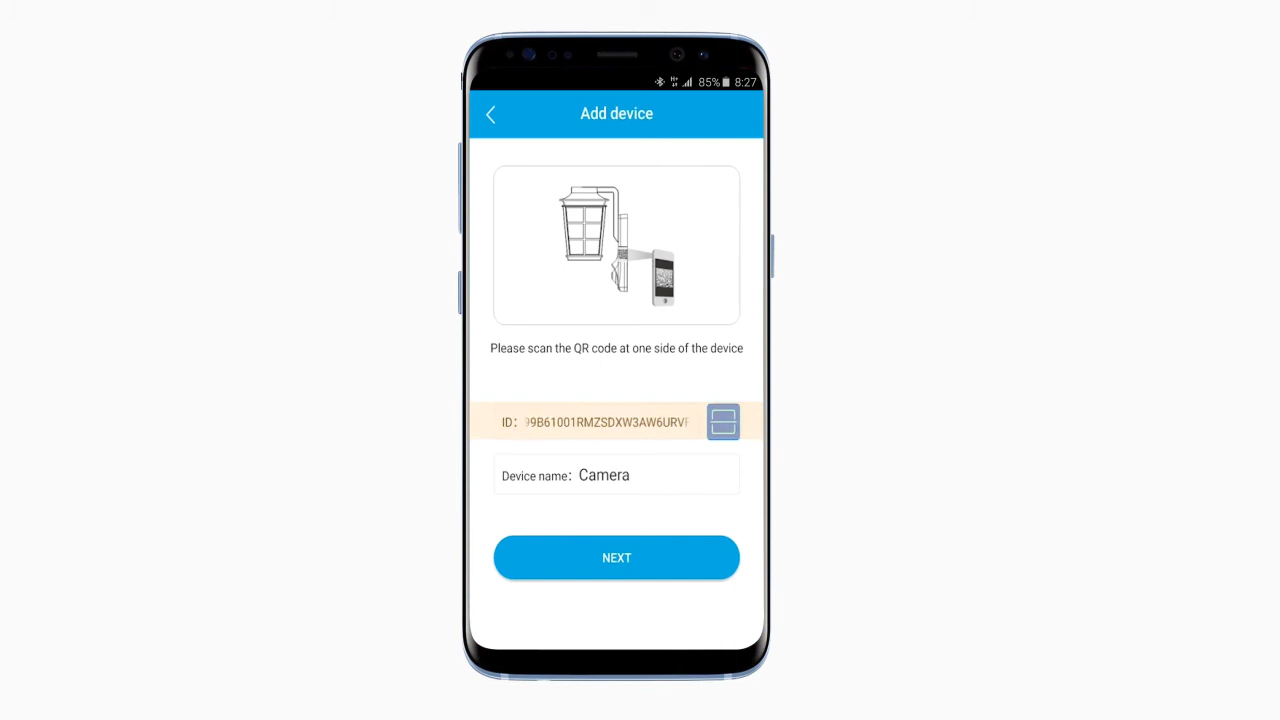 85% 8:27
Add device
Please scan the QR code at one side of the device
ID: 99B61001RMZSDXW3AW6URV
Device name: Camera
NEXT